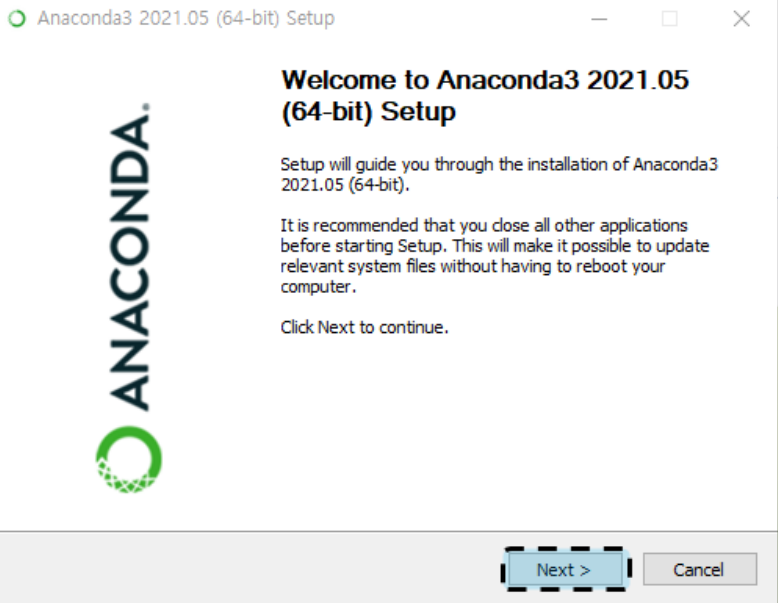 Anaconda3 2021.05 (64-bit) Setup
ANACONDA.
Welcome to Anaconda3 2021.05
(64-bit) Setup
Setup will guide you through the installation of Anaconda3
2021.05 (64-bit).
It is recommended that you close all other applications
before starting Setup. This will make it possible to update
relevant system files without having to reboot your
computer.
Click Next to continue.
Next > Cancel